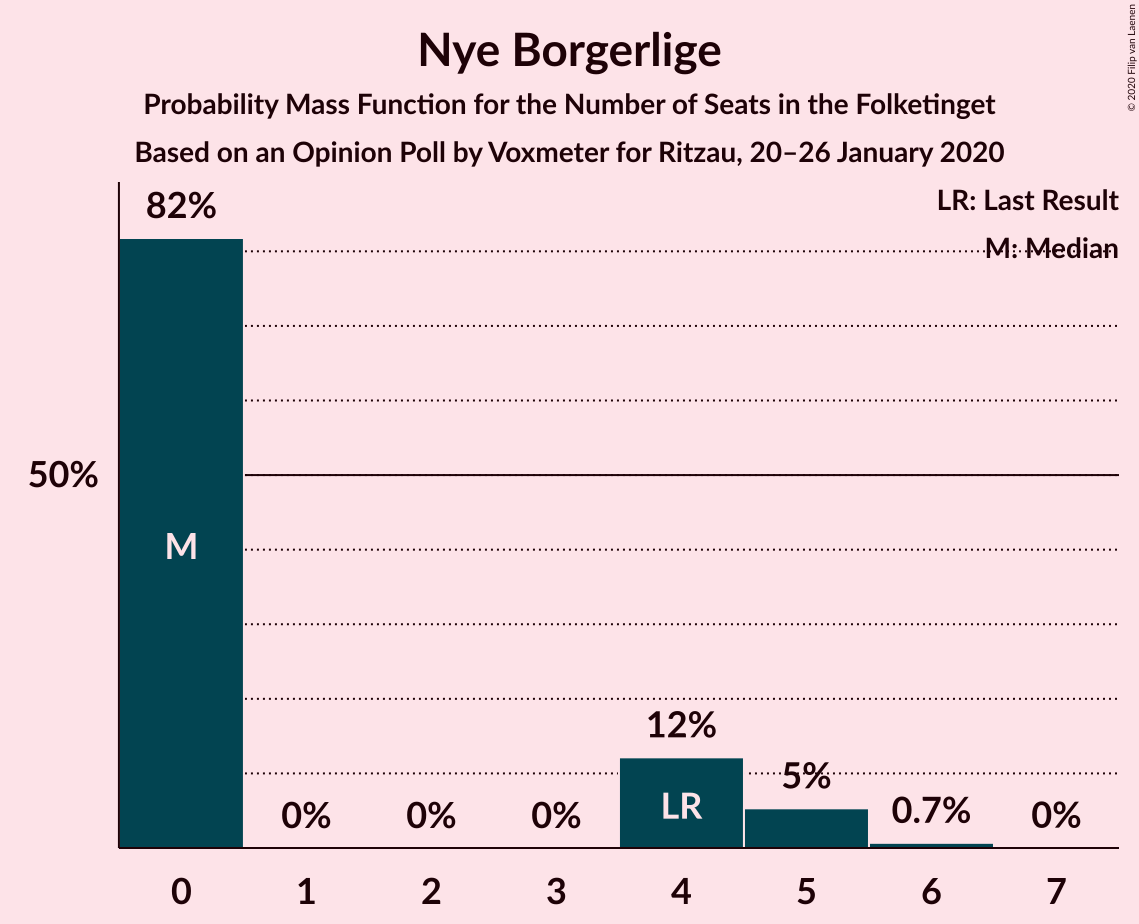 Nye Borgerlige
Probability Mass Function for the Number of Seats in the Folketinget
Based on an Opinion Poll by Voxmeter for Ritzau, 20–26 January 2020
© 2020 Filip van Laenen
LR: Last Result
M: Median
82%
50%
M
12%
LR
5%
0.7%
0%
0%
0%
0%
0 1 2 3 4 5 6 7